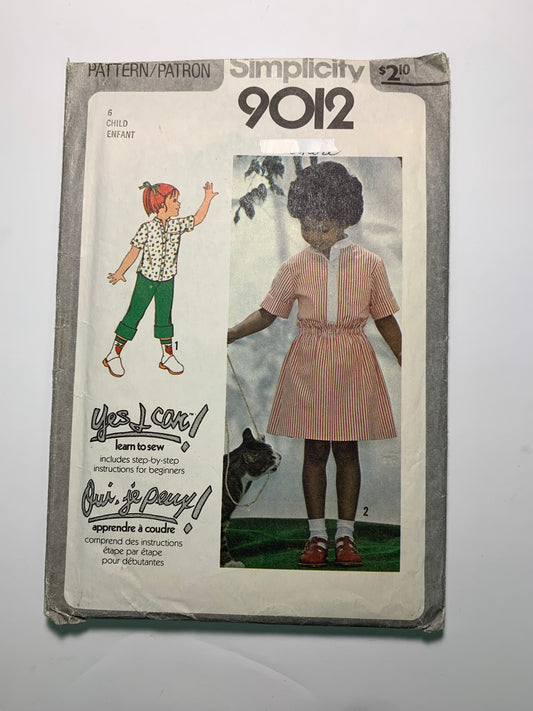 PATTERN/PATRON
Simplicity
$2.10
9012
6
CHILD
ENFANT
1
Yes I can!™
learn to sew
includes step-by-step
instructions for beginners
Oui, je peux!
apprendre à coudre
comprend des instructions
étape par étape
pour débutantes
2